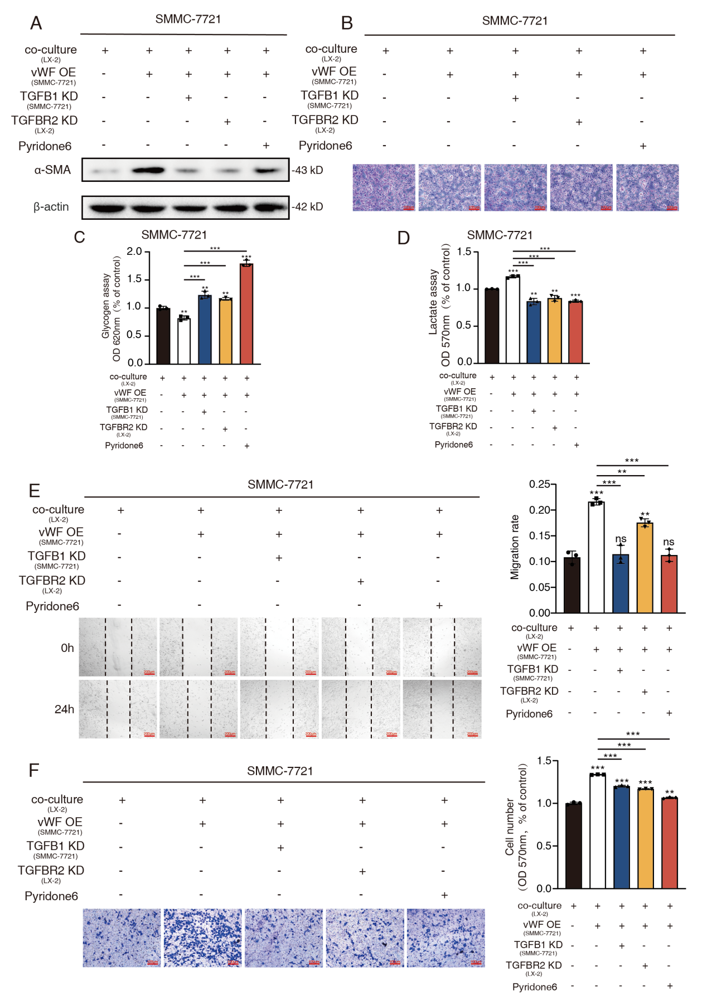 A
SMMC-7721
co-culture + + + + +
(LX-2)
vWF OE - + + + +
(SMMC-7721)
TGFB1 KD - - + - -
(SMMC-7721)
TGFBR2 KD - - - + -
(LX-2)
Pyridone6 - - - - +
α-SMA -43 kD
β-actin -42 kD
B
SMMC-7721
co-culture + + + + +
(LX-2)
vWF OE - + + + +
(SMMC-7721)
TGFB1 KD - - + - -
(SMMC-7721)
TGFBR2 KD - - - + -
(LX-2)
Pyridone6 - - - - +
C
SMMC-7721
Glycogen assay
OD 620nm (% of control)
2.0
1.5
1.0
0.5
0.0
***
***
***
** ** ** ***
co-culture + + + + +
(LX-2)
vWF OE - + + + +
(SMMC-7721)
TGFB1 KD - - + - -
(SMMC-7721)
TGFBR2 KD - - - + -
(LX-2)
Pyridone6 - - - - +
D
SMMC-7721
Lactate assay
OD 570nm (% of control)
1.5
1.0
0.5
0.0
***
***
***
*** ** ** ***
co-culture + + + + +
(LX-2)
vWF OE - + + + +
(SMMC-7721)
TGFB1 KD - - + - -
(SMMC-7721)
TGFBR2 KD - - - + -
(LX-2)
Pyridone6 - - - - +
E
SMMC-7721
co-culture + + + + +
(LX-2)
vWF OE - + + + +
(SMMC-7721)
TGFB1 KD - - + - -
(SMMC-7721)
TGFBR2 KD - - - + -
(LX-2)
Pyridone6 - - - - +
0h
200μm 200μm 200μm 200μm 200μm
24h
200μm 200μm 200μm 200μm 200μm
Migration rate
0.25
0.20
0.15
0.10
0.05
0.00
***
**
***
*** ns ** ns
co-culture + + + + +
(LX-2)
vWF OE - + + + +
(SMMC-7721)
TGFB1 KD - - + - -
(SMMC-7721)
TGFBR2 KD - - - + -
(LX-2)
Pyridone6 - - - - +
F
SMMC-7721
co-culture + + + + +
(LX-2)
vWF OE - + + + +
(SMMC-7721)
TGFB1 KD - - + - -
(SMMC-7721)
TGFBR2 KD - - - + -
(LX-2)
Pyridone6 - - - - +
Cell number
(OD 570nm, % of control)
1.5
1.0
0.5
0.0
***
***
***
*** *** *** **
co-culture + + + + +
(LX-2)
vWF OE - + + + +
(SMMC-7721)
TGFB1 KD - - + - -
(SMMC-7721)
TGFBR2 KD - - - + -
(LX-2)
Pyridone6 - - - - +